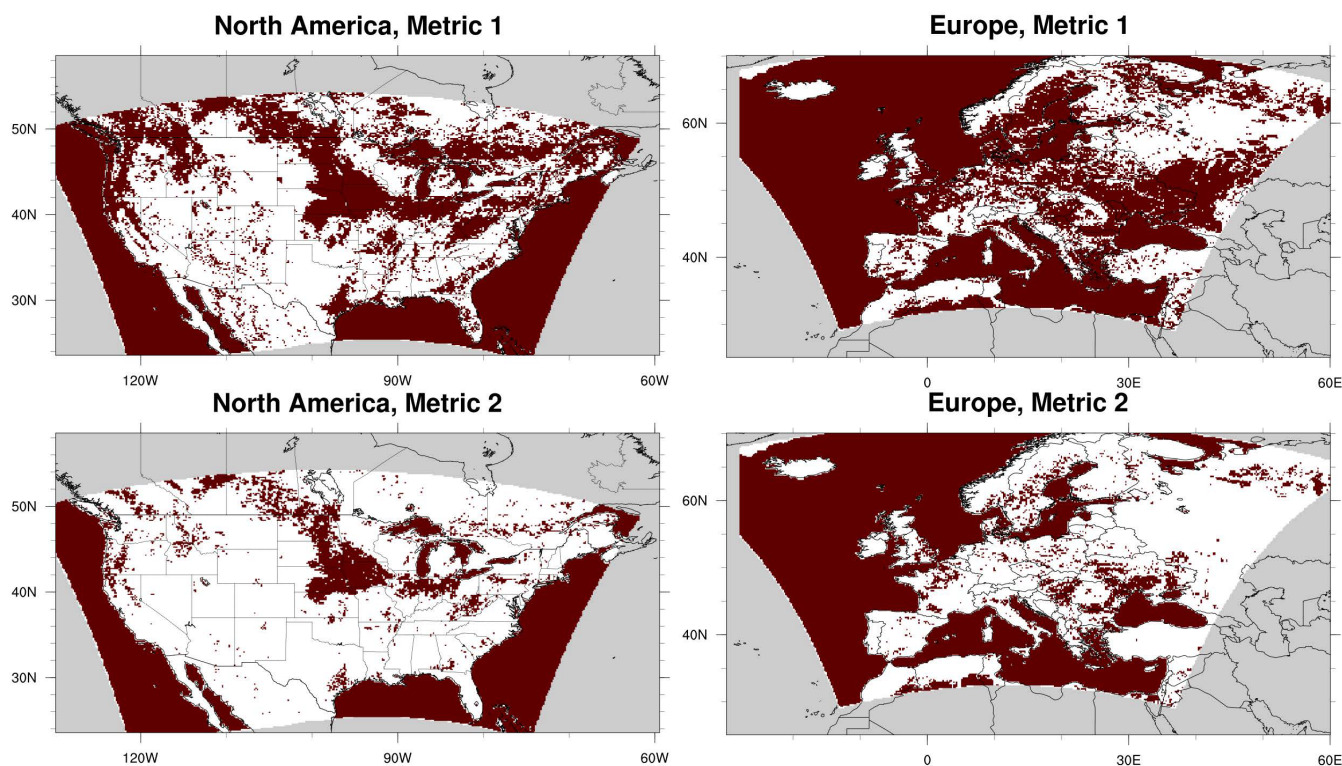 North America, Metric 1
Europe, Metric 1
50N
40N
30N
60N
40N
120W
90W
60W
0
30E
60E
North America, Metric 2
Europe, Metric 2
50N
40N
30N
60N
40N
120W
90W
60W
0
30E
60E